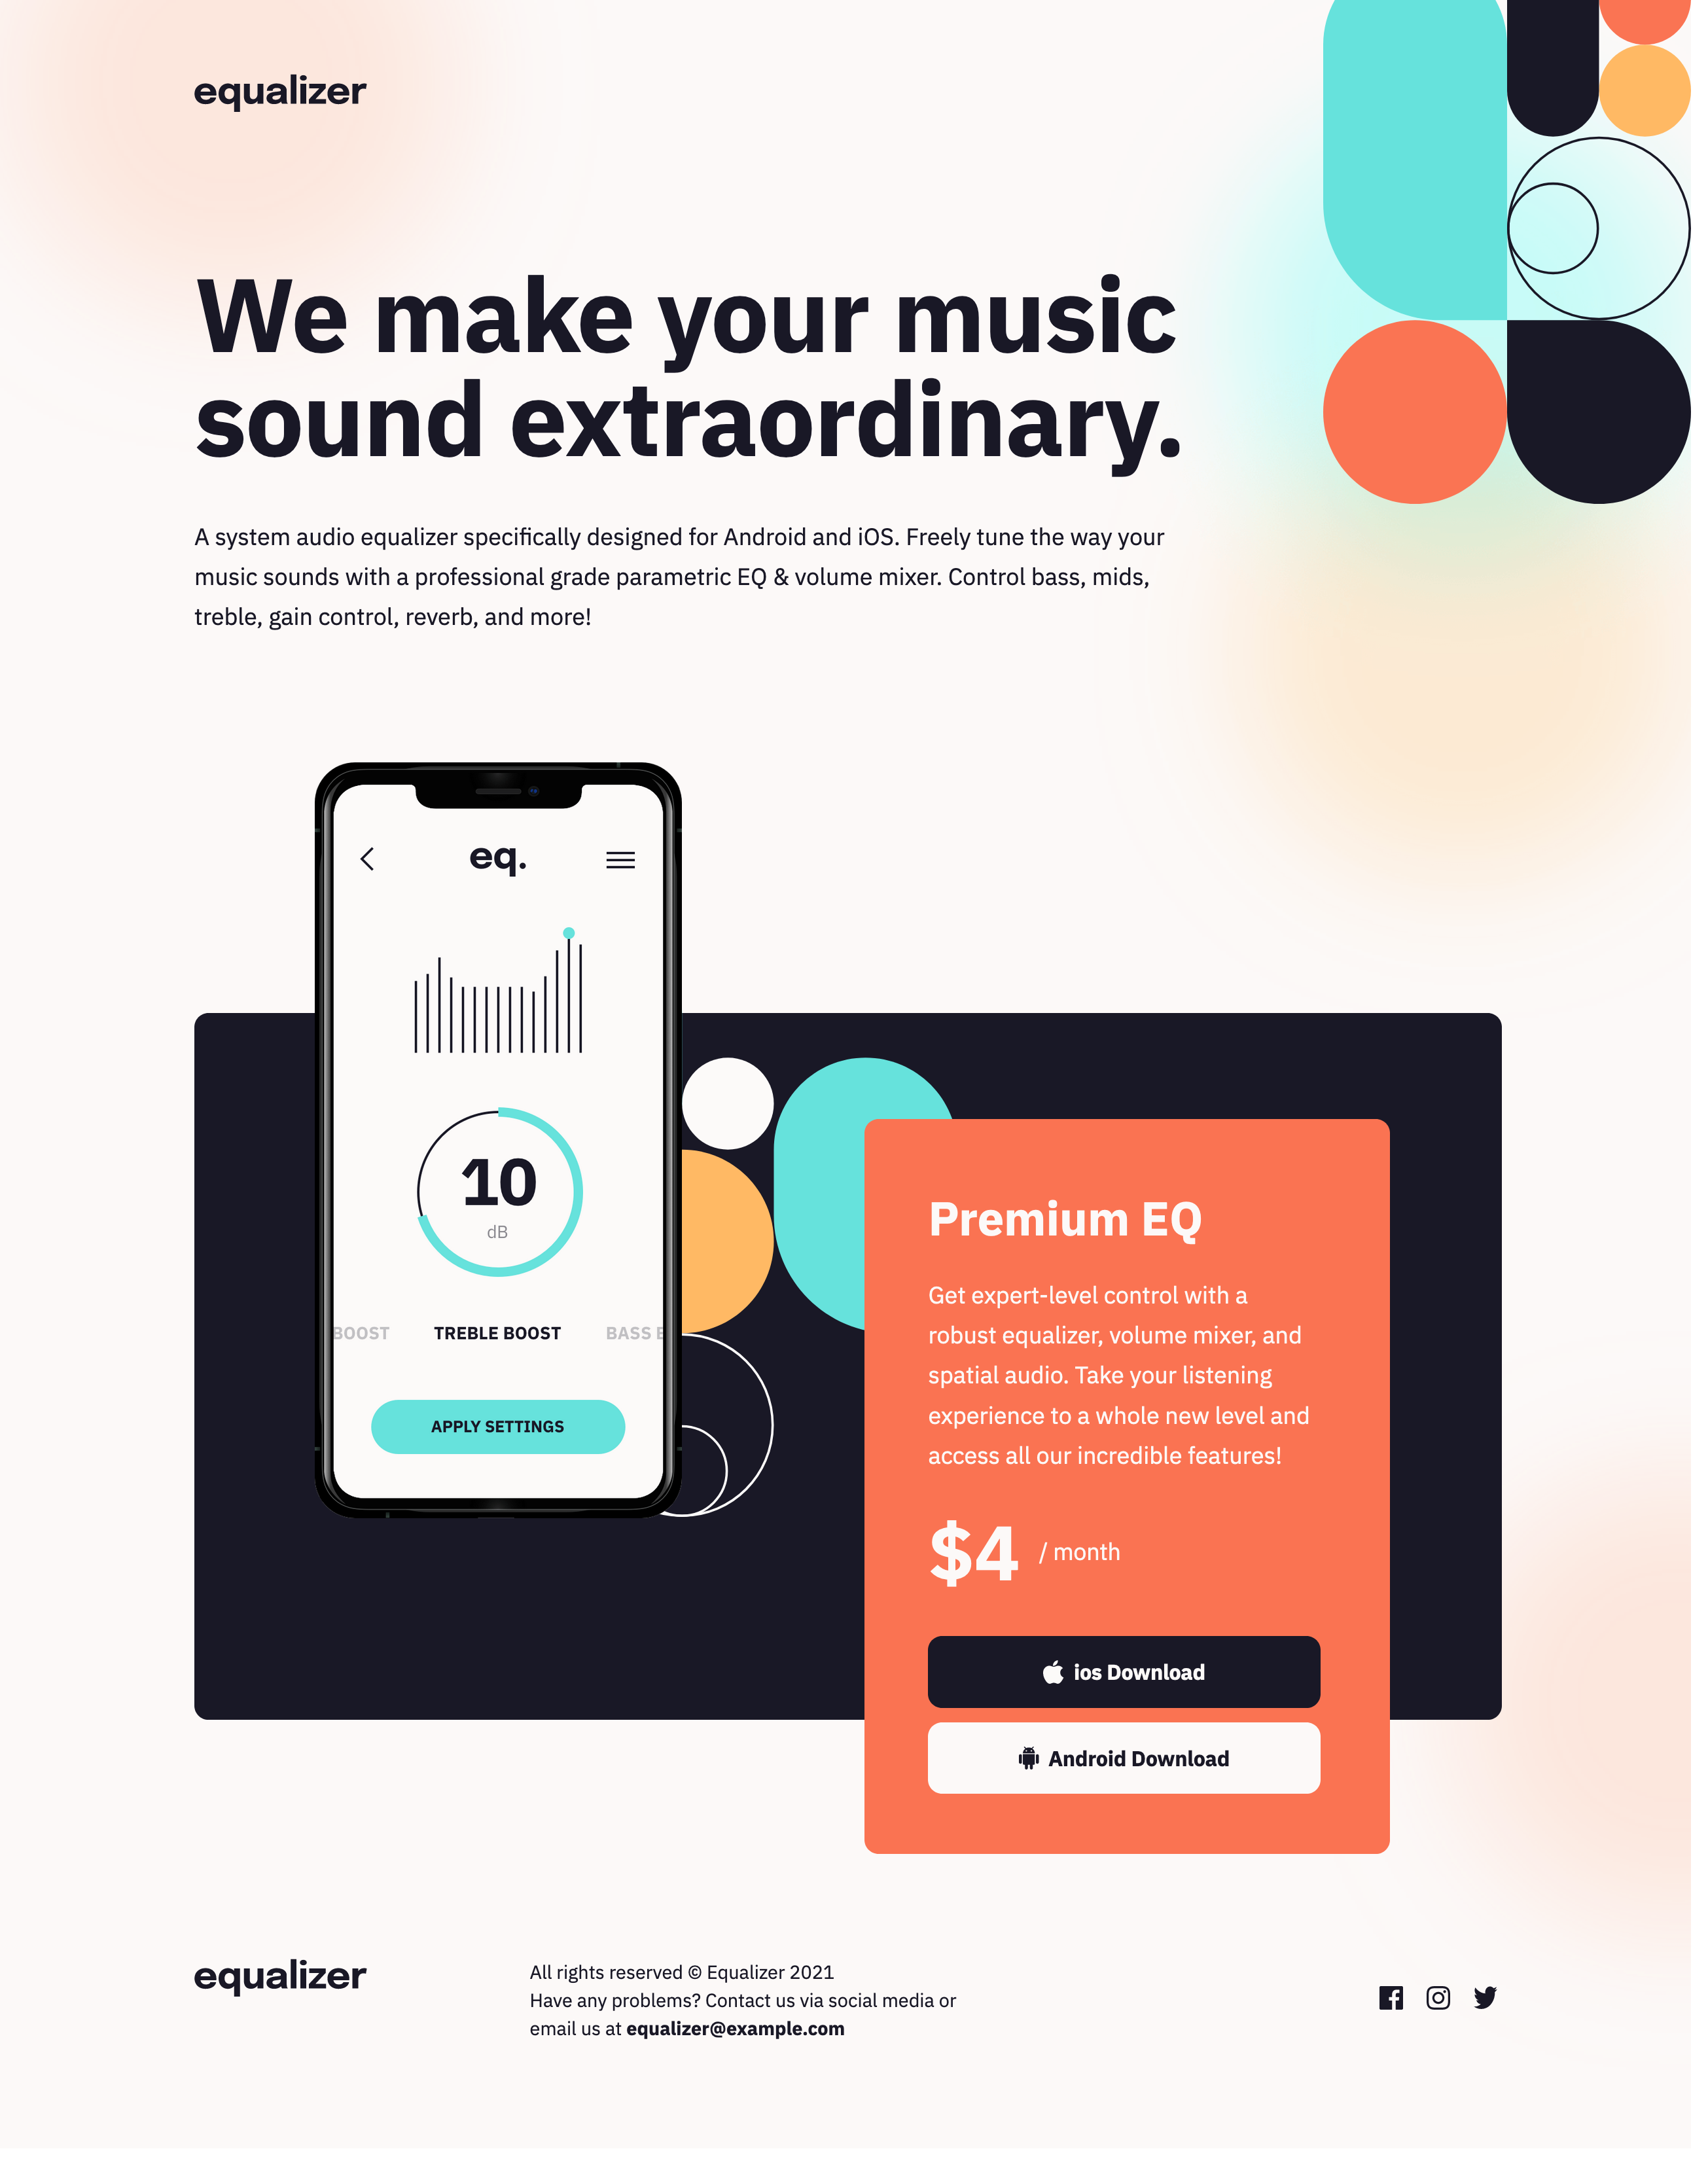 equalizer
We make your music
sound extraordinary.
A system audio equalizer specifically designed for Android and iOS. Freely tune the way your
music sounds with a professional grade parametric EQ & volume mixer. Control bass, mids,
treble, gain control, reverb, and more!
eq.
10
dB
BOOST TREBLE BOOST BASS
APPLY SETTINGS
Premium EQ
Get expert-level control with a
robust equalizer, volume mixer, and
spatial audio. Take your listening
experience to a whole new level and
access all our incredible features!
$4 / month
ios Download
Android Download
equalizer
All rights reserved © Equalizer 2021
Have any problems? Contact us via social media or
email us at equalizer@example.com